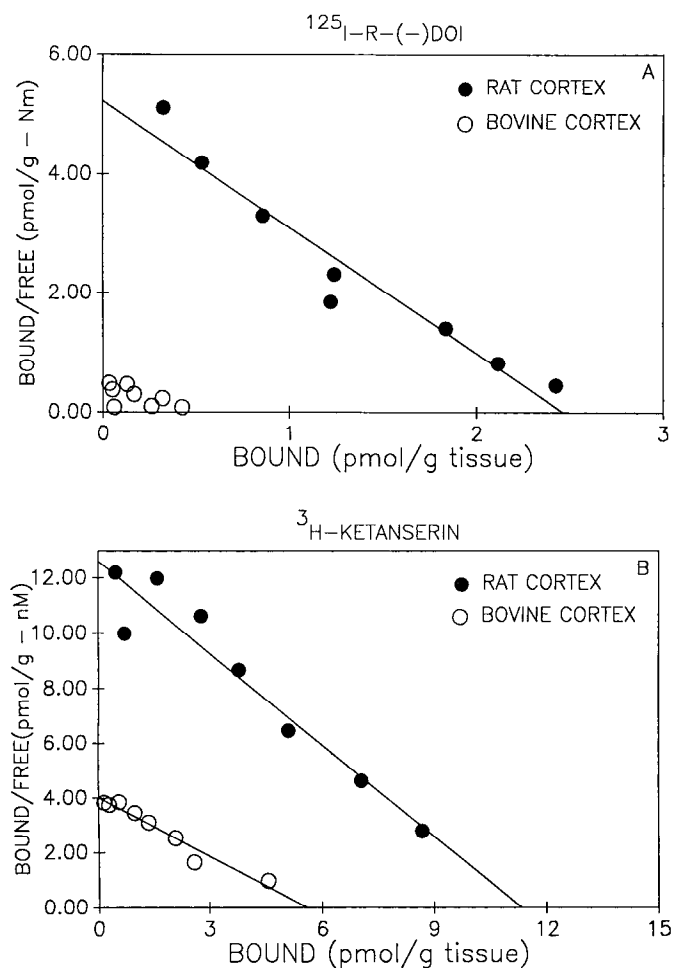 ¹²⁵I–R–(–)DOI
6.00
A
● RAT CORTEX
○ BOVINE CORTEX
4.00
2.00
0.00
BOUND/FREE (pmol/g – Nm)
0 1 2 3
BOUND (pmol/g tissue)
³H–KETANSERIN
B
● RAT CORTEX
○ BOVINE CORTEX
12.00
10.00
8.00
6.00
4.00
2.00
0.00
BOUND/FREE(pmol/g – nM)
0 3 6 9 12 15
BOUND (pmol/g tissue)